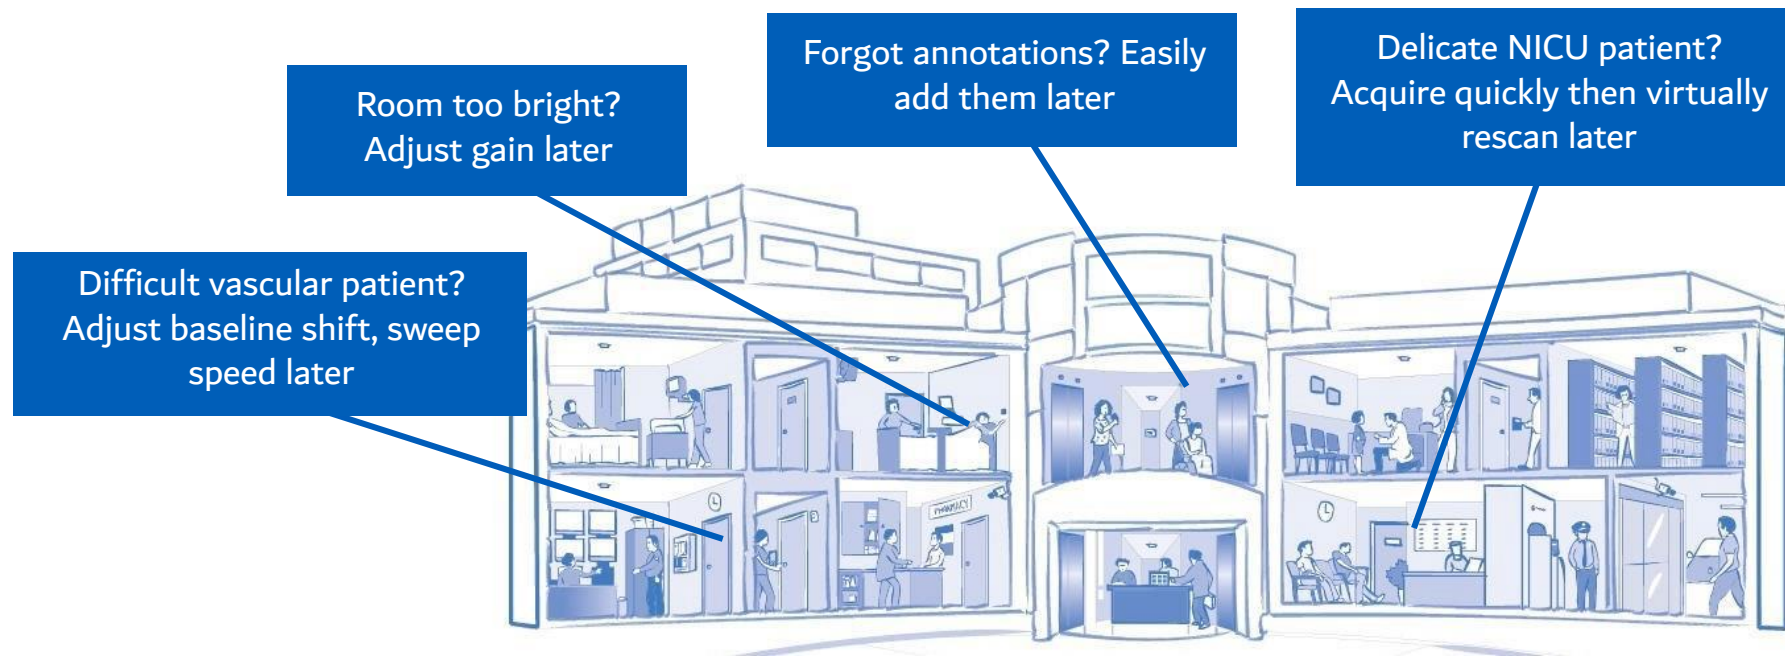 Forgot annotations? Easily
add them later
Delicate NICU patient?
Acquire quickly then virtually
rescan later
Room too bright?
Adjust gain later
Difficult vascular patient?
Adjust baseline shift, sweep
speed later
PHARMACY